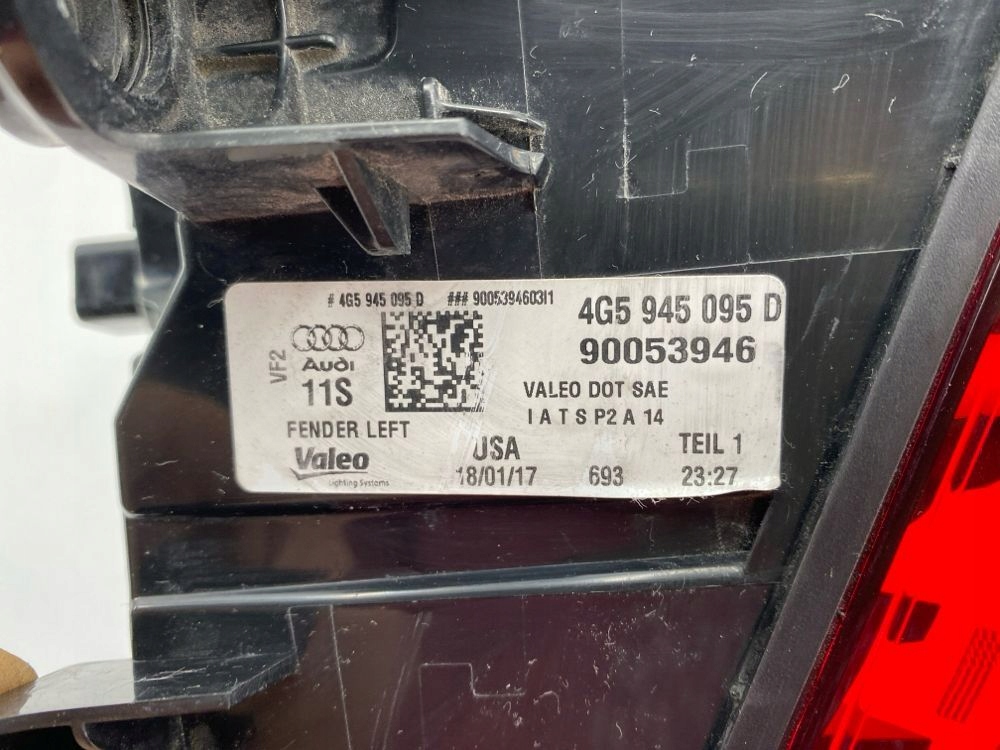 # 4G5 945 095 D ### 9005394603I1
4G5 945 095 D
90053946
VF2
Audi
11S
VALEO DOT SAE
I A T S P2 A 14
FENDER LEFT
Valeo
Lighting Systems
USA
TEIL 1
18/01/17 693 23:27